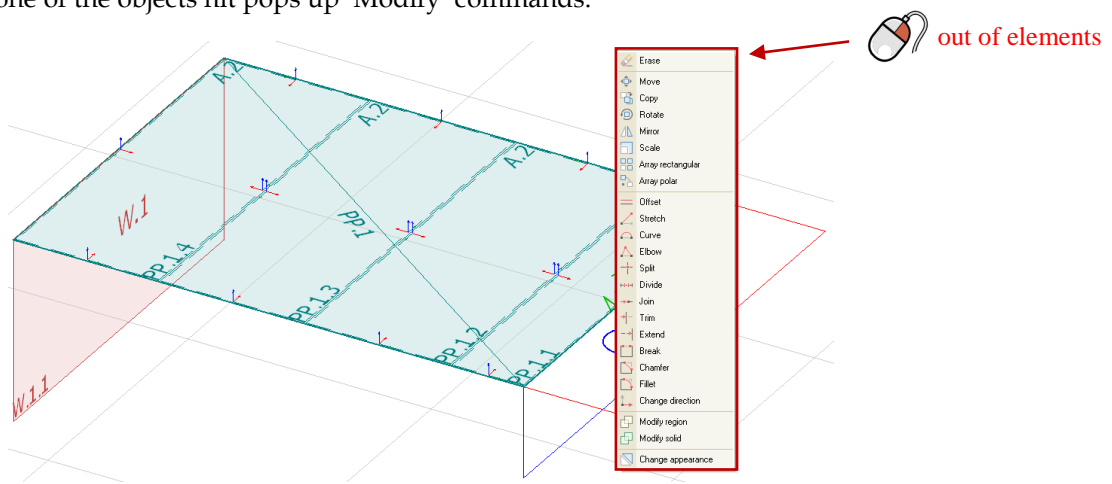 one of the objects hit pops up "Modify" commands.
out of elements
Erase
Move
Copy
Rotate
Mirror
Scale
Array rectangular
Array polar
Offset
Stretch
Curve
Elbow
Split
Divide
Join
Trim
Extend
Break
Chamfer
Fillet
Change direction
Modify region
Modify solid
Change appearance
A.2
A.2
A.2
W.1
PP.1
PP.1.4
PP.1.3
PP.1.2
PP.1.1
W.1.1